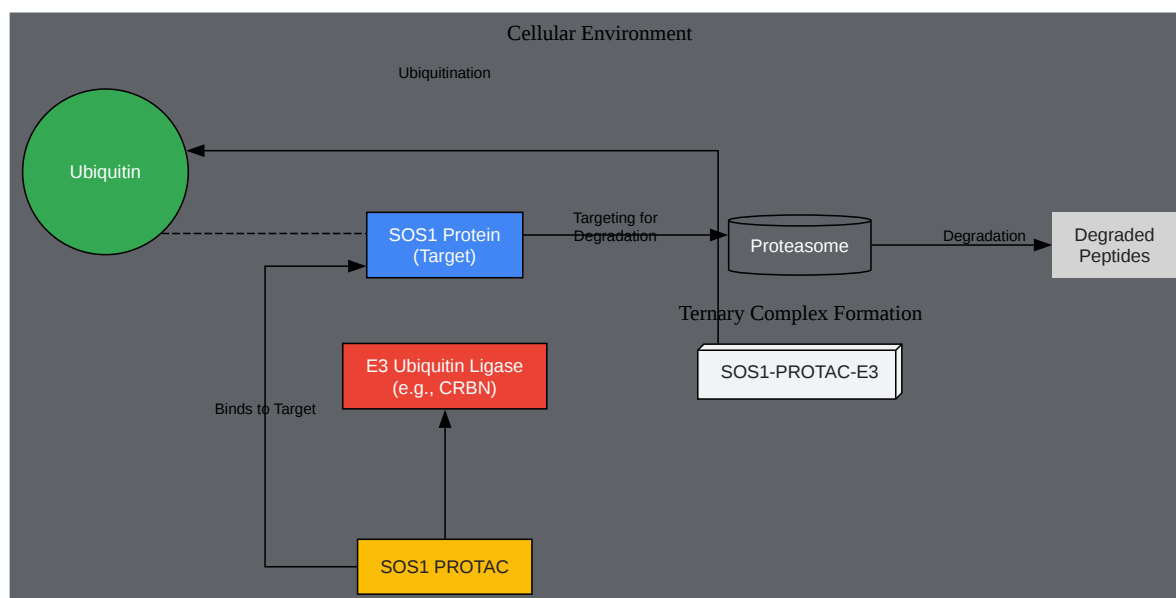 Cellular Environment
Ubiquitination
Ubiquitin
SOS1 Protein
(Target)
Targeting for
Degradation
Proteasome
Degradation
Degraded
Peptides
Ternary Complex Formation
SOS1-PROTAC-E3
E3 Ubiquitin Ligase
(e.g., CRBN)
Binds to Target
SOS1 PROTAC